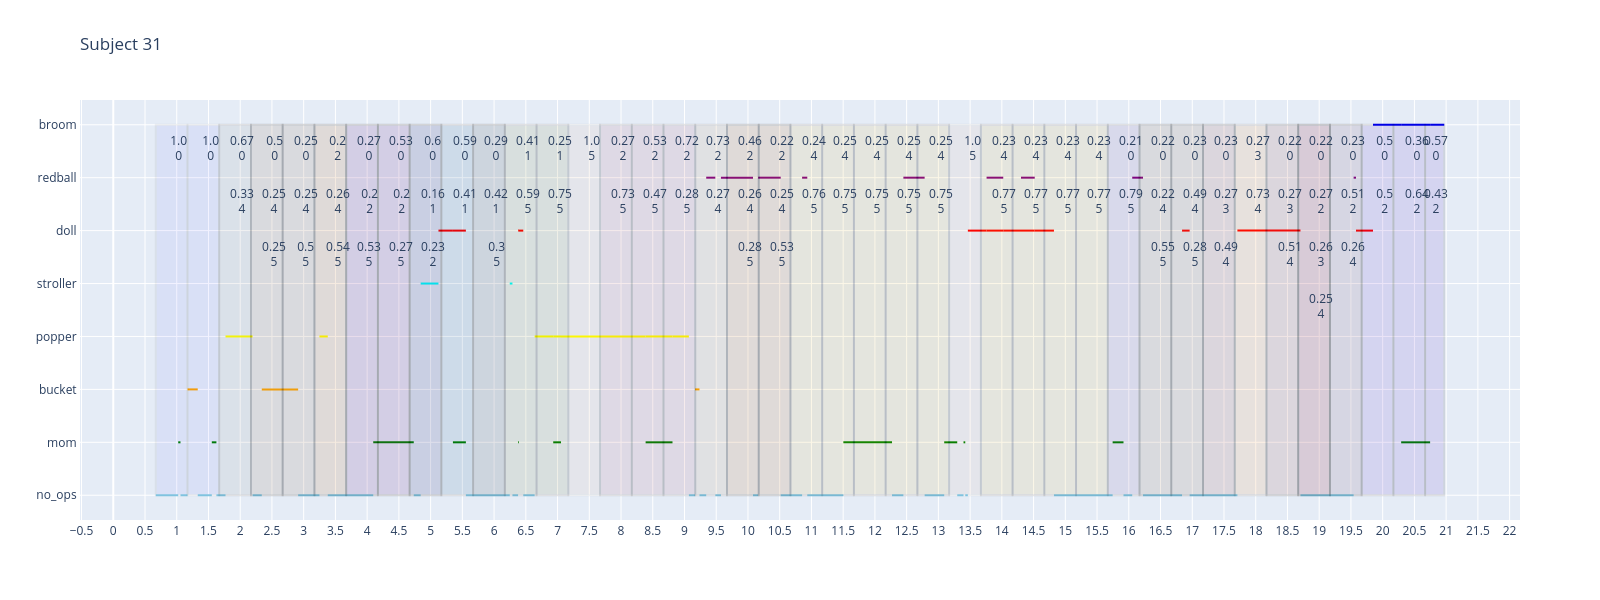 Subject 31
broom
1.0 1.0 0.67 0.5 0.25 0.2 0.27 0.53 0.6 0.59 0.29 0.41 0.25 1.0 0.27 0.53 0.72 0.73 0.46 0.22 0.24 0.25 0.25 0.25 0.25 1.0 0.23 0.23 0.23 0.23 0.21 0.22 0.23 0.23 0.27 0.22 0.22 0.23 0.5 0.36 0.57
0 0 0 0 0 2 0 0 0 0 0 1 1 5 2 2 2 2 2 2 4 4 4 4 4 5 4 4 4 4 0 0 0 0 3 0 0 0 0 0 0
redball
0.33 0.25 0.25 0.26 0.2 0.2 0.16 0.41 0.42 0.59 0.75 0.73 0.47 0.28 0.27 0.26 0.25 0.76 0.75 0.75 0.75 0.75 0.77 0.77 0.77 0.77 0.79 0.22 0.49 0.27 0.73 0.27 0.27 0.51 0.5 0.64 0.43
4 4 4 4 2 2 1 1 1 5 5 5 5 5 4 4 4 5 5 5 5 5 5 5 5 5 5 4 4 3 4 3 2 2 2 2 2
doll
0.25 0.5 0.54 0.53 0.27 0.23 0.3 0.28 0.53 0.55 0.28 0.49 0.51 0.26 0.26
5 5 5 5 5 2 5 5 5 5 5 4 4 3 4
stroller
0.25
4
popper
bucket
mom
no_ops
−0.5 0 0.5 1 1.5 2 2.5 3 3.5 4 4.5 5 5.5 6 6.5 7 7.5 8 8.5 9 9.5 10 10.5 11 11.5 12 12.5 13 13.5 14 14.5 15 15.5 16 16.5 17 17.5 18 18.5 19 19.5 20 20.5 21 21.5 22